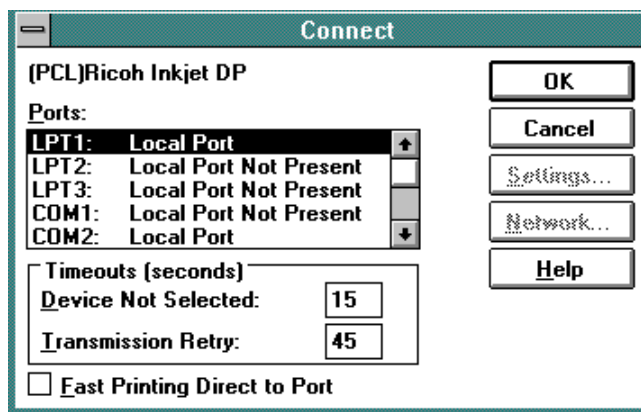 Connect
(PCL)Ricoh Inkjet DP
Ports:
LPT1: Local Port
LPT2: Local Port Not Present
LPT3: Local Port Not Present
COM1: Local Port Not Present
COM2: Local Port
Timeouts (seconds)
Device Not Selected: 15
Transmission Retry: 45
Fast Printing Direct to Port
OK
Cancel
Settings...
Network...
Help